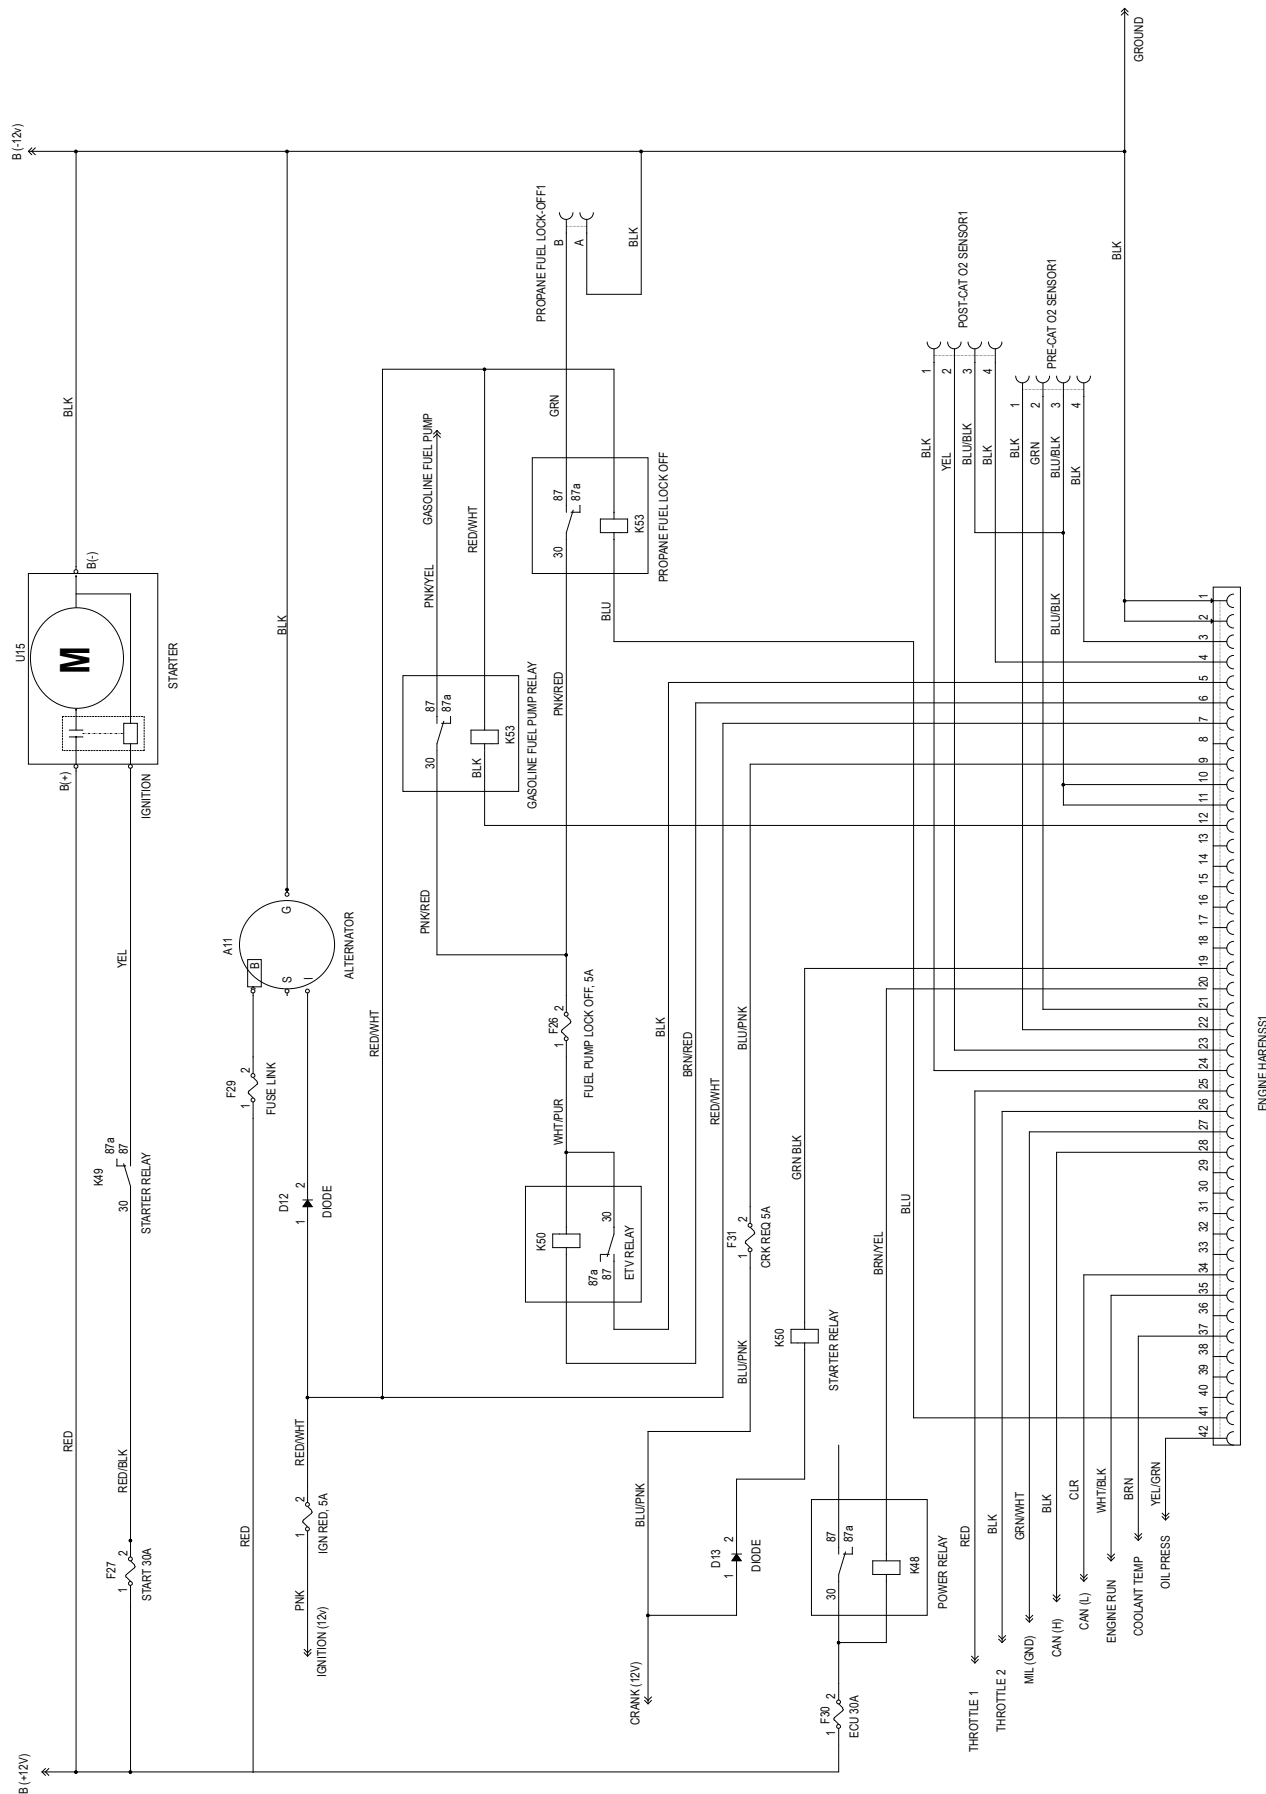 B (+12V)
B (-12v)
GROUND
BLK
U15
M
B(-)
B(+)
IGNITION
STARTER
RED
YEL
K49
87a
87
30
STARTER RELAY
RED/BLK
F27
1
2
START 30A
BLK
A11
B
S
I
G
ALTERNATOR
F29
1
2
FUSE LINK
RED
D12
1
2
DIODE
RED/WHT
1
2
IGN RED, 5A
PNK
IGNITION (12v)
RED/WHT
GASOLINE FUEL PUMP
PNK/YEL
87
87a
30
K53
BLK
GASOLINE FUEL PUMP RELAY
RED/WHT
PNK/RED
PROPANE FUEL LOCK-OFF1
B
A
BLK
GRN
87
87a
30
K53
PROPANE FUEL LOCK OFF
BLU
PNK/RED
F26
1
2
FUEL PUMP LOCK OFF, 5A
WHT/PUR
K50
30
87a
87
ETV RELAY
BLK
BRN/RED
RED/WHT
BLU/PNK
F31
1
2
CRK REQ 5A
BLU/PNK
BLU/PNK
CRANK (12V)
D13
1
2
DIODE
GRN BLK
K50
STARTER RELAY
BRN/YEL
BLU
87
87a
30
K48
POWER RELAY
F30
1
2
ECU 30A
POST-CAT O2 SENSOR1
1
2
3
4
BLK
YEL
BLU/BLK
BLK
PRE-CAT O2 SENSOR1
1
2
3
4
BLK
GRN
BLU/BLK
BLK
BLU/BLK
BLK
1
2
3
4
5
6
7
8
9
10
11
12
13
14
15
16
17
18
19
20
21
22
23
24
25
26
27
28
29
30
31
32
33
34
35
36
37
38
39
40
41
42
ENGINE HARENSS1
RED
THROTTLE 1
BLK
THROTTLE 2
GRN/WHT
MIL (GND)
BLK
CAN (H)
CLR
CAN (L)
WHT/BLK
ENGINE RUN
BRN
COOLANT TEMP
YEL/GRN
OIL PRESS